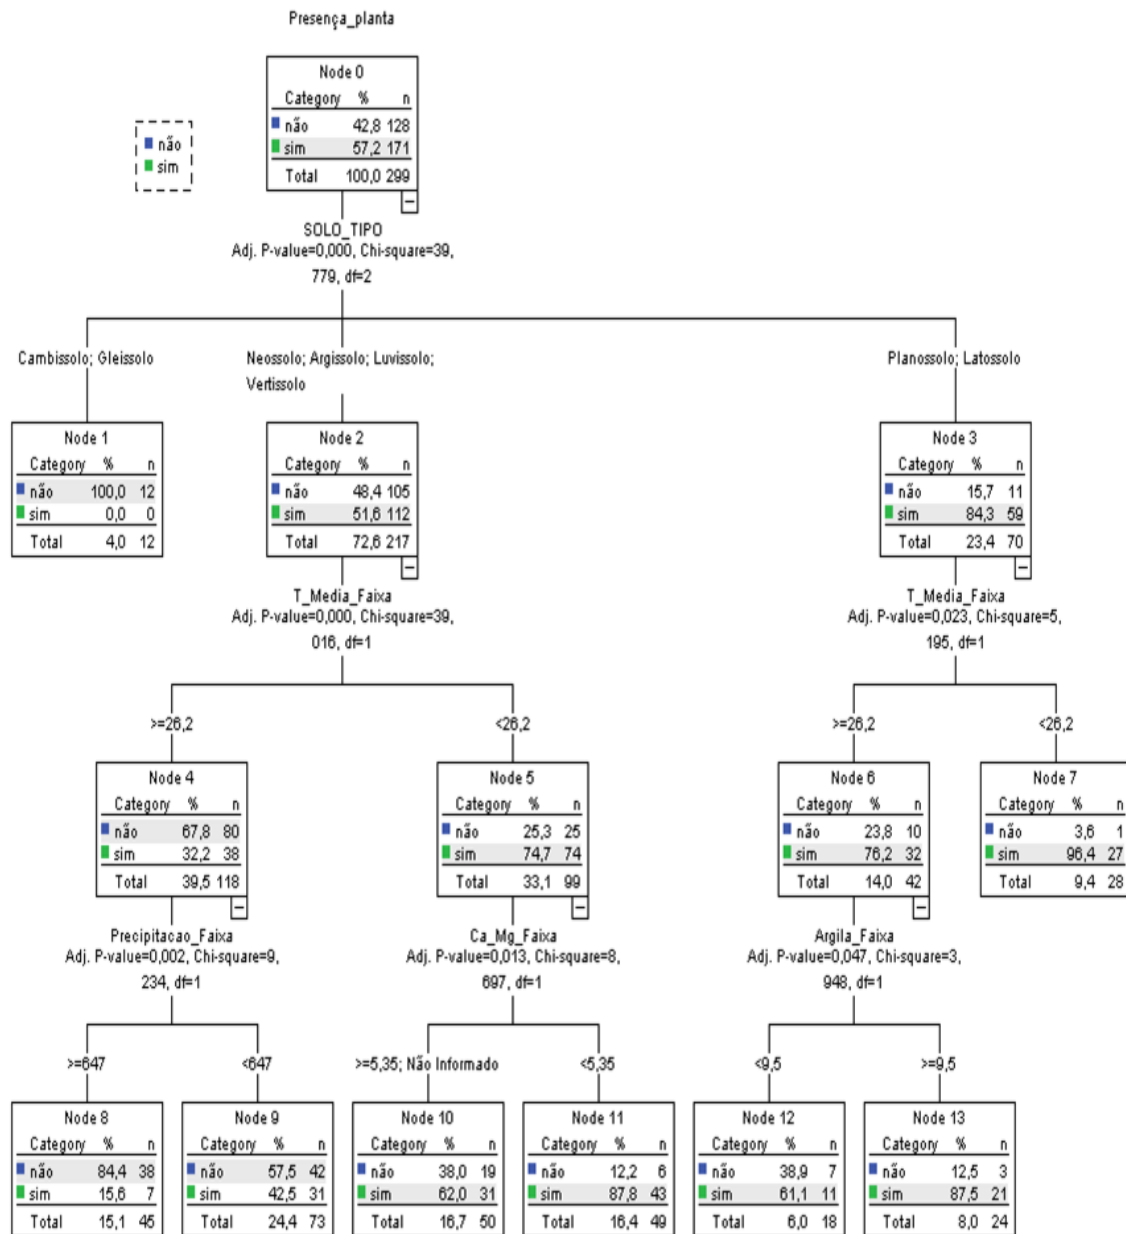 Presença_planta
Node 0
Category % n
não 42,8 128
sim 57,2 171
Total 100,0 299
não
sim
SOLO_TIPO
Adj. P-value=0,000, Chi-square=39,
779, df=2
Cambissolo; Gleissolo
Neossolo; Argissolo; Luvissolo;
Vertissolo
Planossolo; Latossolo
Node 1
Category % n
não 100,0 12
sim 0,0 0
Total 4,0 12
Node 2
Category % n
não 48,4 105
sim 51,6 112
Total 72,6 217
Node 3
Category % n
não 15,7 11
sim 84,3 59
Total 23,4 70
T_Media_Faixa
Adj. P-value=0,000, Chi-square=39,
016, df=1
T_Media_Faixa
Adj. P-value=0,023, Chi-square=5,
195, df=1
>=26,2
<26,2
>=26,2
<26,2
Node 4
Category % n
não 67,8 80
sim 32,2 38
Total 39,5 118
Node 5
Category % n
não 25,3 25
sim 74,7 74
Total 33,1 99
Node 6
Category % n
não 23,8 10
sim 76,2 32
Total 14,0 42
Node 7
Category % n
não 3,6 1
sim 96,4 27
Total 9,4 28
Precipitacao_Faixa
Adj. P-value=0,002, Chi-square=9,
234, df=1
Ca_Mg_Faixa
Adj. P-value=0,013, Chi-square=8,
697, df=1
Argila_Faixa
Adj. P-value=0,047, Chi-square=3,
948, df=1
>=647
<647
>=5,35; Não Informado
<5,35
<9,5
>=9,5
Node 8
Category % n
não 84,4 38
sim 15,6 7
Total 15,1 45
Node 9
Category % n
não 57,5 42
sim 42,5 31
Total 24,4 73
Node 10
Category % n
não 38,0 19
sim 62,0 31
Total 16,7 50
Node 11
Category % n
não 12,2 6
sim 87,8 43
Total 16,4 49
Node 12
Category % n
não 38,9 7
sim 61,1 11
Total 6,0 18
Node 13
Category % n
não 12,5 3
sim 87,5 21
Total 8,0 24